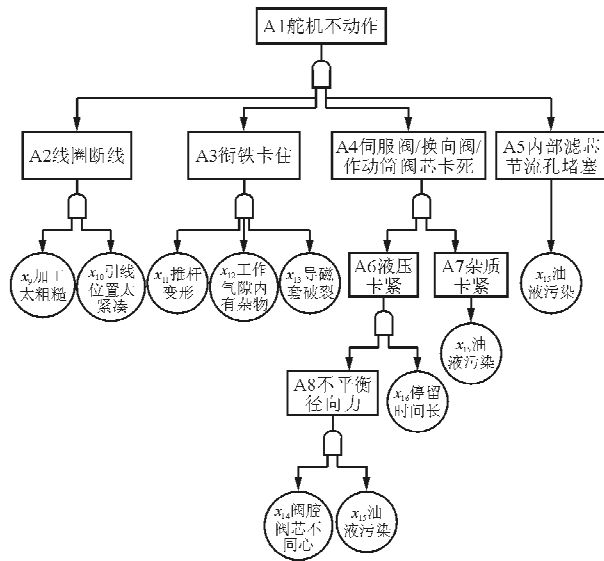 A1舵机不动作
A2线圈断线
A3衔铁卡住
A4伺服阀/换向阀/
作动筒阀芯卡死
A5内部滤芯
节流孔堵塞
x9加工
太粗糙
x10引线
位置太
紧凑
x11推杆
变形
x12工作
气隙内
有杂物
x13导磁
套破裂
A6液压
卡紧
A7杂质
卡紧
x15油
液污染
x15油
液污染
A8不平衡
径向力
x16停留
时间长
x14阀腔
阀芯不
同心
x15油
液污染